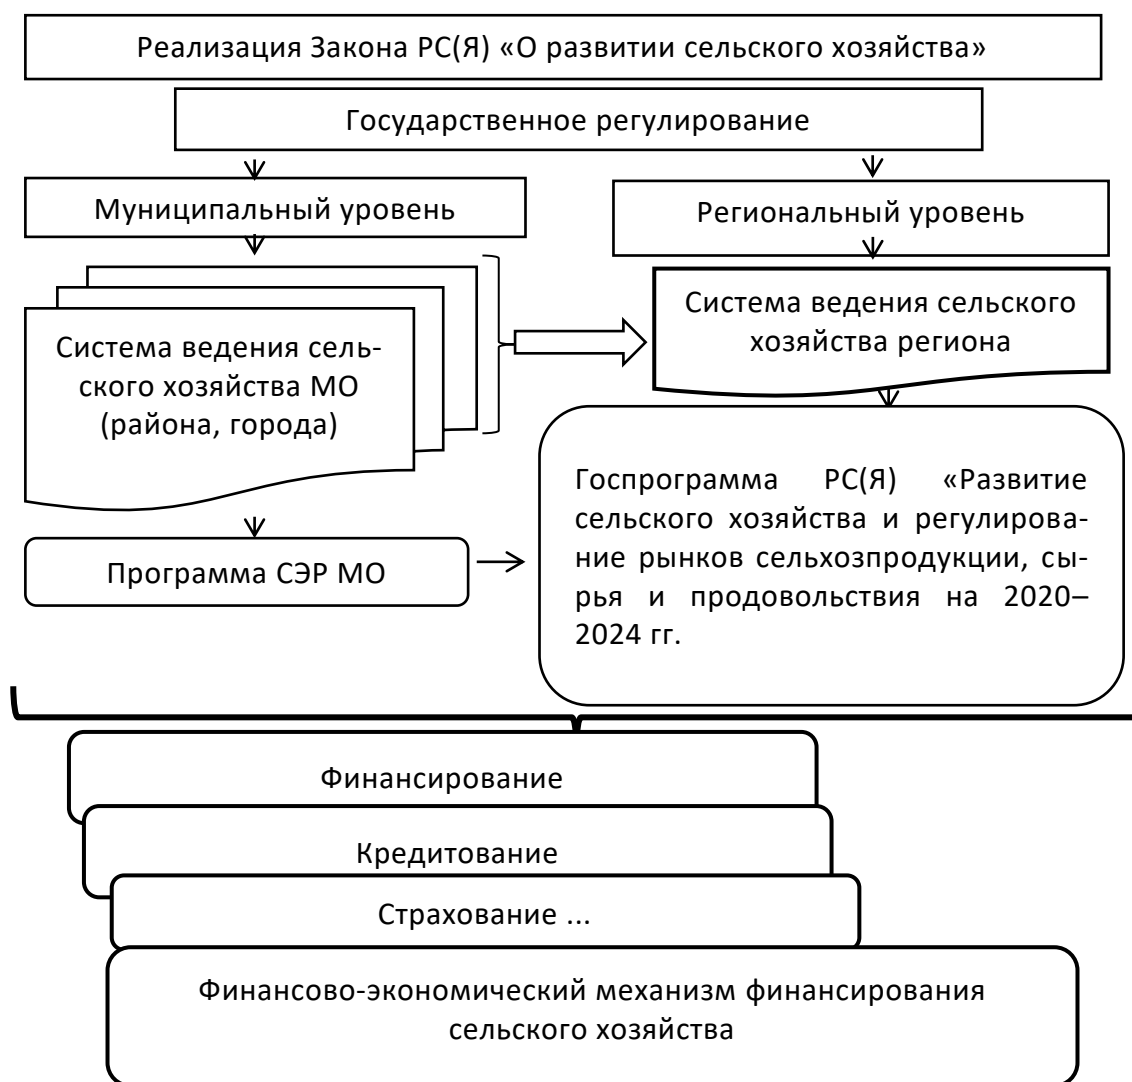 Реализация Закона РС(Я) «О развитии сельского хозяйства»
Государственное регулирование
Муниципальный уровень
Региональный уровень
Система ведения сель-
ского хозяйства МО
(района, города)
Система ведения сельского
хозяйства региона
Госпрограмма РС(Я) «Развитие
сельского хозяйства и регулирова-
ние рынков сельхозпродукции, сы-
рья и продовольствия на 2020–
2024 гг.
Программа СЭР МО
Финансирование
Кредитование
Страхование ...
Финансово-экономический механизм финансирования
сельского хозяйства